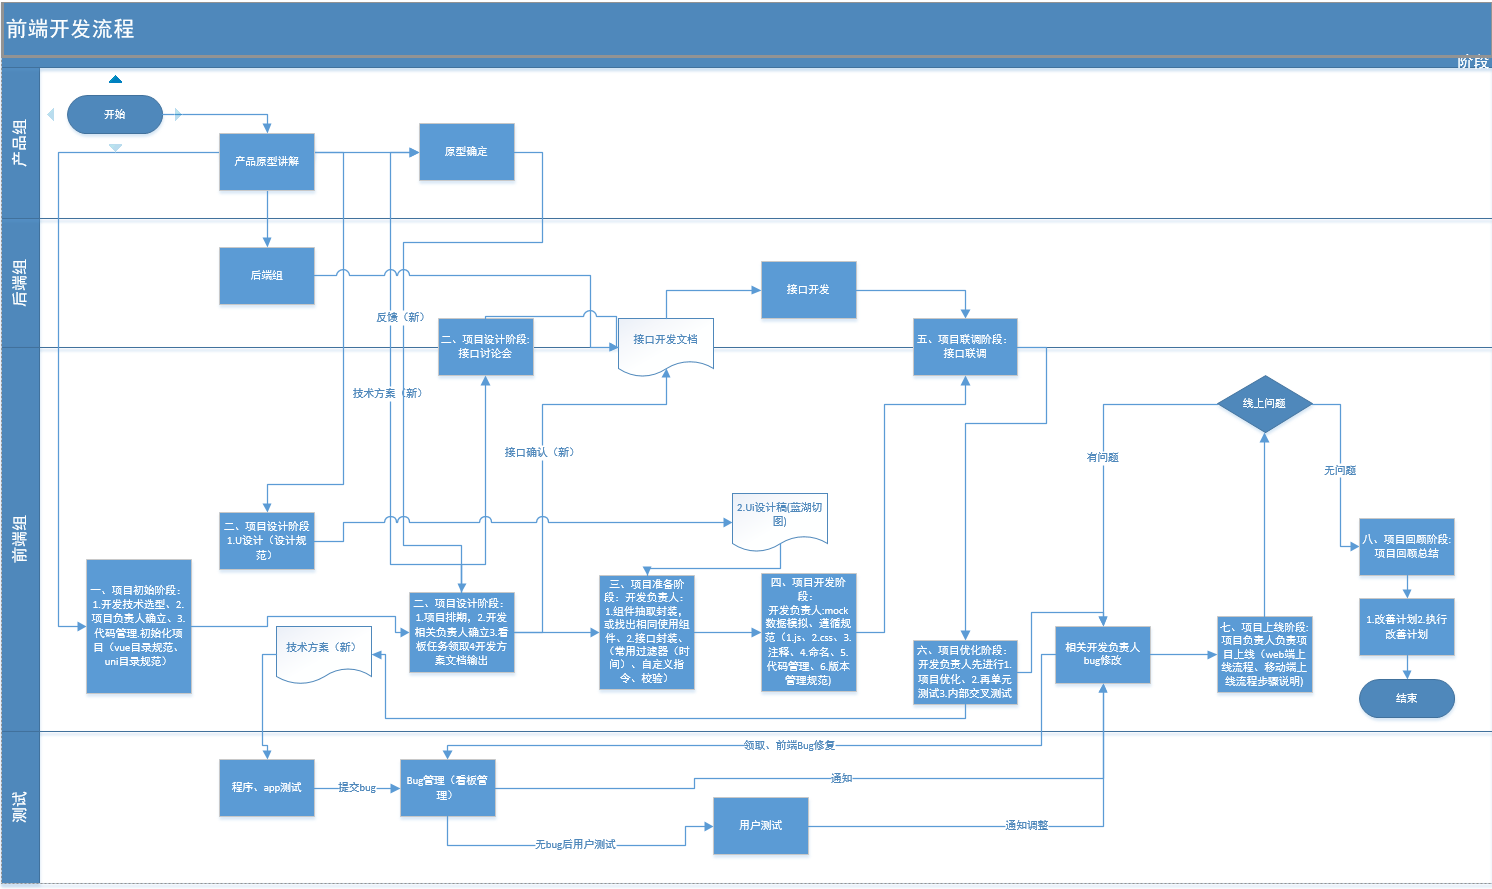 前端开发流程
阶段
产品组
开始
产品原型讲解
原型确定
后端组
后端组
接口开发
反馈（新）
二、项目设计阶段:
接口讨论会
接口开发文档
五、项目联调阶段:
接口联调
前端组
技术方案（新）
接口确认（新）
线上问题
有问题
无问题
二、项目设计阶段
1.U设计（设计规
范）
2.Ui设计稿(蓝湖切
图)
八、项目回顾阶段:
项目回顾总结
一、项目初始阶段:
1.开发技术选型、2.
项目负责人确立、3.
代码管理.初始化项
目（vue目录规范、
uni目录规范）
技术方案（新）
二、项目设计阶段:
1.项目排期，2.开发
相关负责人确立3.看
板任务领取4开发方
案文档输出
三、项目准备阶
段：开发负责人:
1.组件抽取封装，
或找出相同使用组
件、2.接口封装、
（常用过滤器（时
间）、自定义指
令、校验）
四、项目开发阶
段:
开发负责人:mock
数据模拟、遵循规
范（1.js、2.css、3.
注释、4.命名、5.
代码管理、6.版本
管理规范)
六、项目优化阶段:
开发负责人先进行1.
项目优化、2.再单元
测试3.内部交叉测试
相关开发负责人
bug修改
七、项目上线阶段:
项目负责人负责项
目上线（web端上
线流程、移动端上
线流程步骤说明)
1.改善计划2.执行
改善计划
结束
测试
领取、前端Bug修复
程序、app测试
提交bug
Bug管理（看板管
理）
通知
用户测试
通知调整
无bug后用户测试